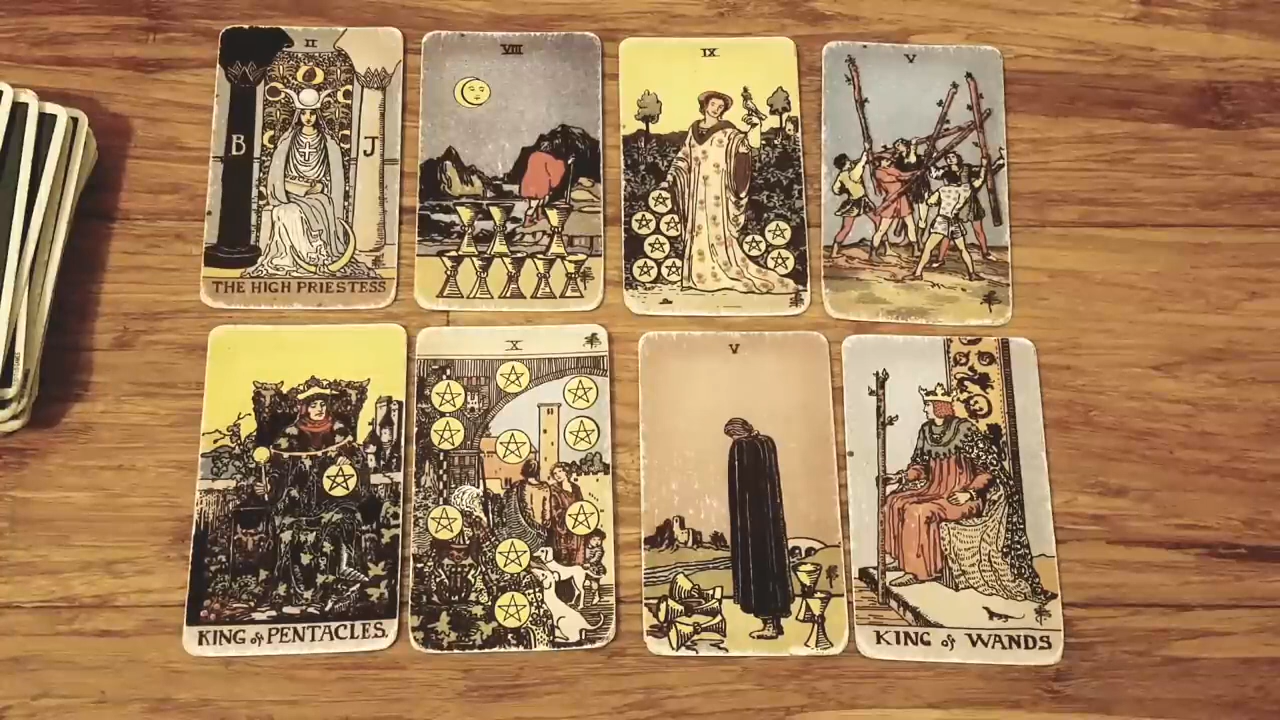 II
VIII
IX
V
B
J
THE HIGH PRIESTESS
X
V
KING of PENTACLES.
KING of WANDS